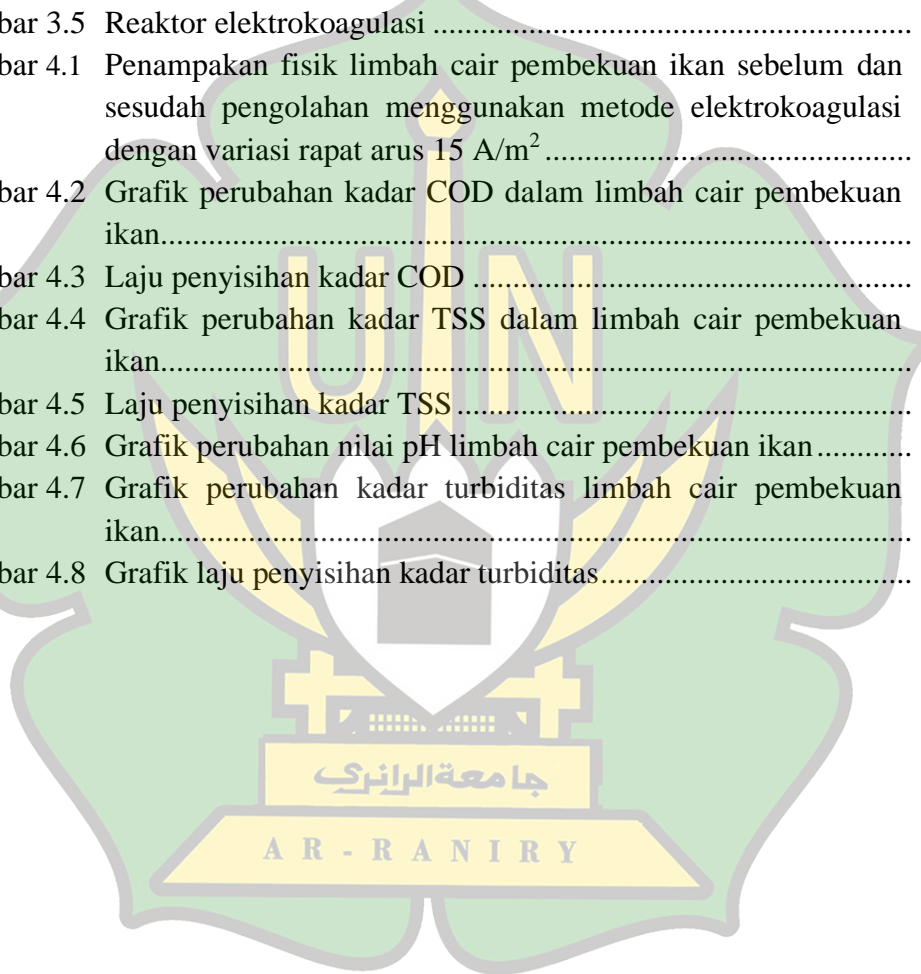 bar 3.5 Reaktor elektrokoagulasi ..........................................................................
bar 4.1 Penampakan fisik limbah cair pembekuan ikan sebelum dan
sesudah pengolahan menggunakan metode elektrokoagulasi
dengan variasi rapat arus 15 A/m² ........................................................
bar 4.2 Grafik perubahan kadar COD dalam limbah cair pembekuan
ikan....................................................................................................................
bar 4.3 Laju penyisihan kadar COD ...................................................................
bar 4.4 Grafik perubahan kadar TSS dalam limbah cair pembekuan
ikan....................................................................................................................
bar 4.5 Laju penyisihan kadar TSS......................................................................
bar 4.6 Grafik perubahan nilai pH limbah cair pembekuan ikan ...............
bar 4.7 Grafik perubahan kadar turbiditas limbah cair pembekuan
ikan....................................................................................................................
bar 4.8 Grafik laju penyisihan kadar turbiditas................................................
UIN
جامعة الرانري
AR-RANIRY